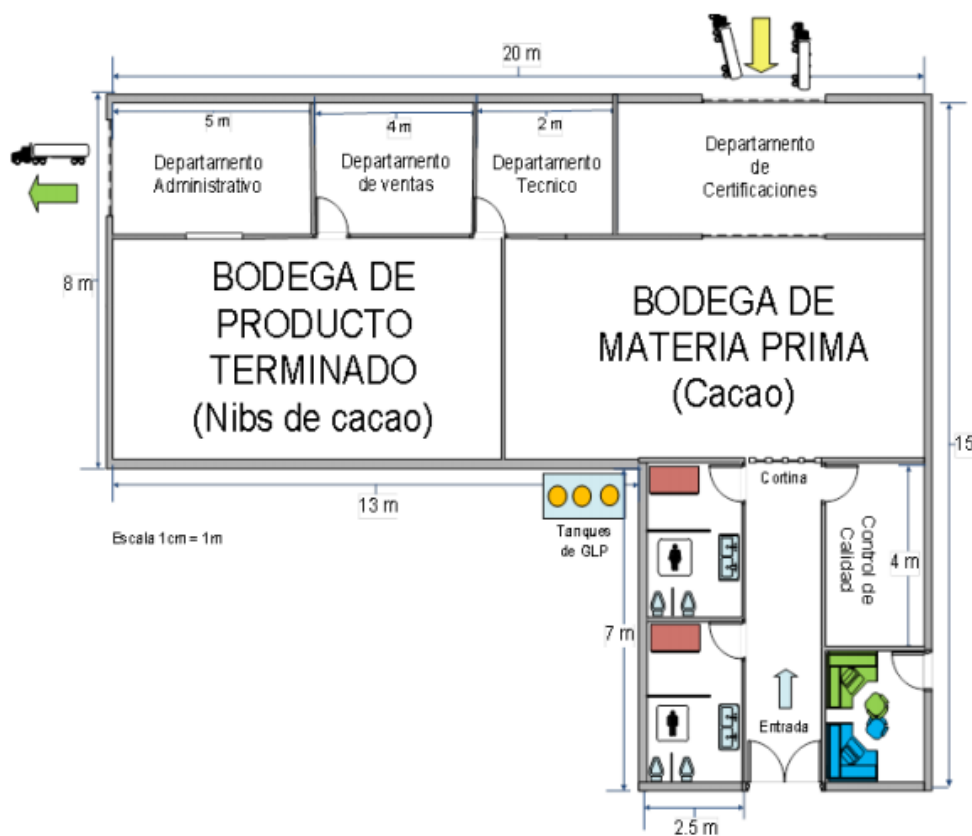 20 m
5 m
4 m
2 m
Departamento
Administrativo
Departamento
de ventas
Departamento
Tecnico
Departamento
de
Certificaciones
8 m
BODEGA DE
PRODUCTO
TERMINADO
(Nibs de cacao)
BODEGA DE
MATERIA PRIMA
(Cacao)
15
13 m
Escala 1cm = 1m
Tanques
de GLP
Cortina
Control de
Calidad
4 m
7 m
Entrada
2.5 m